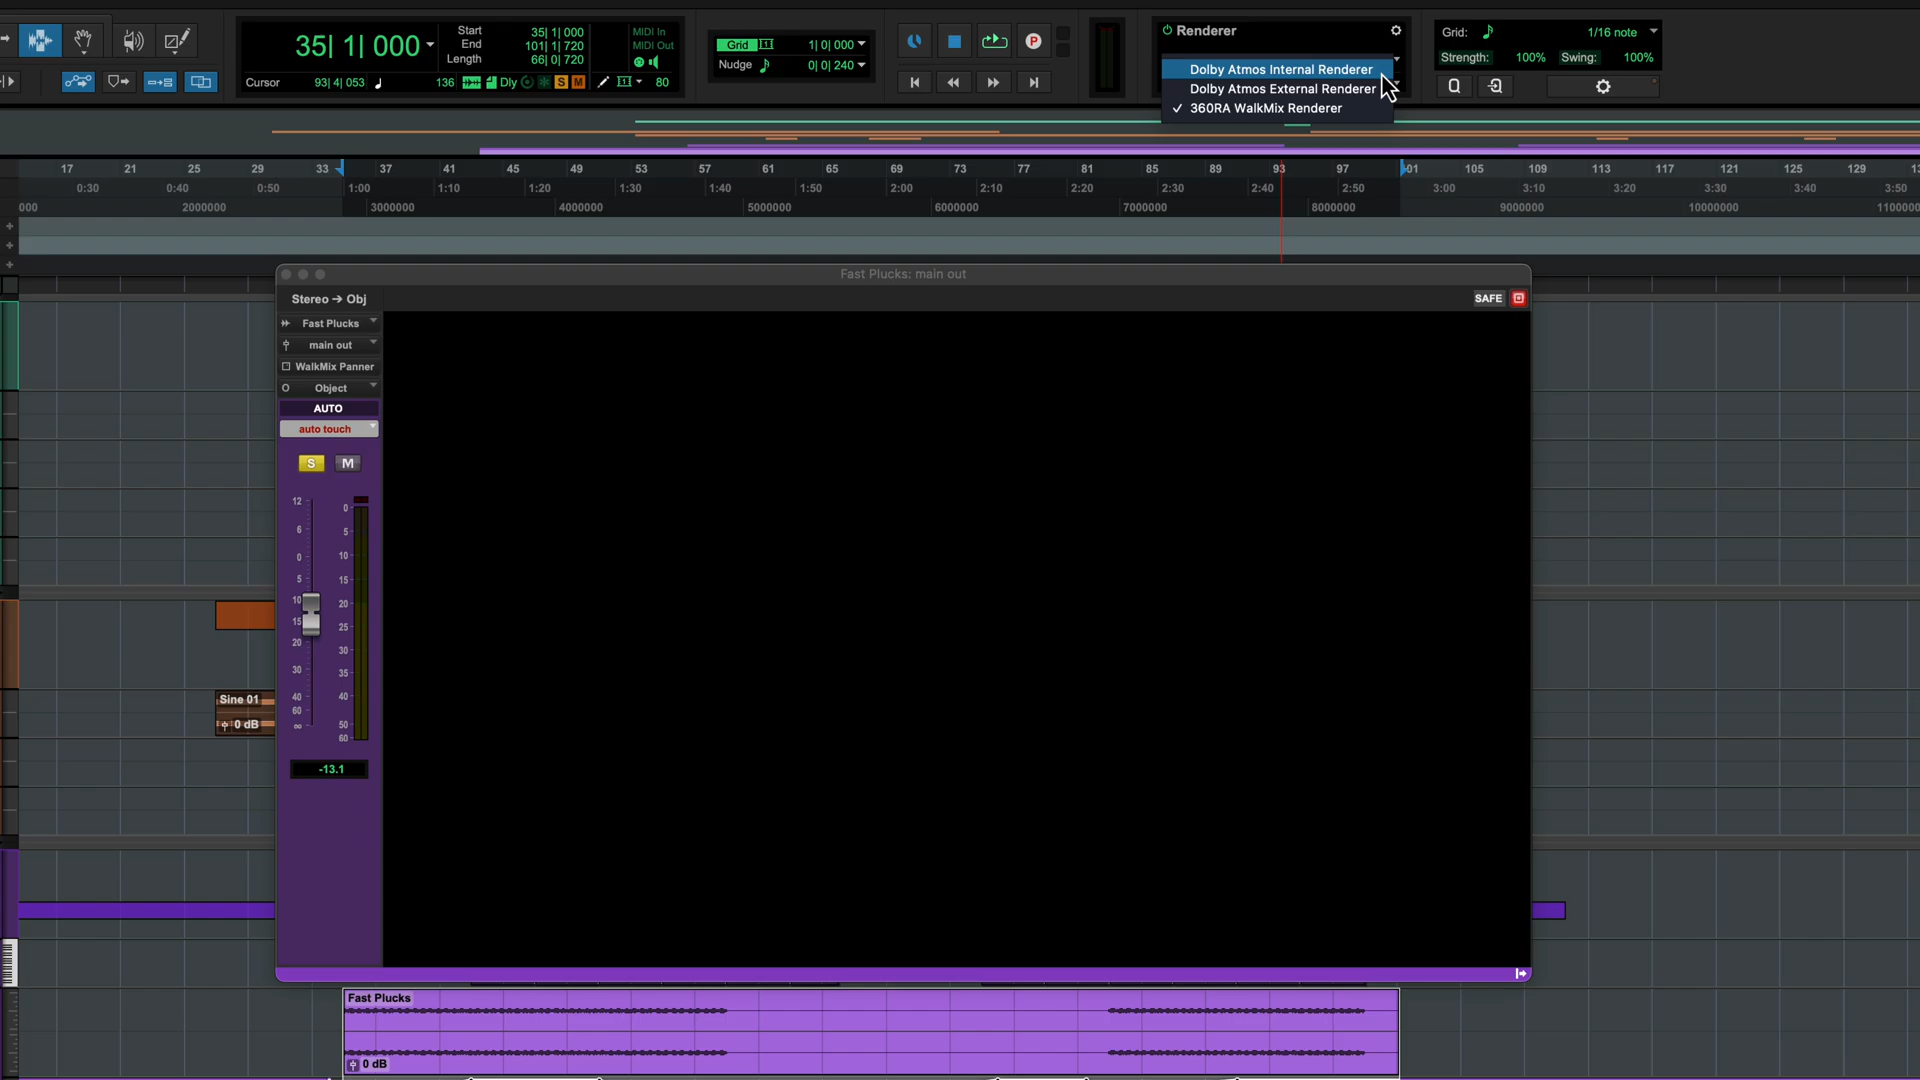 35| 1| 000
Start 35| 1| 000
End 101| 1| 720
Length 66| 0| 720
MIDI In
MIDI Out
Cursor 93| 4| 053 136 Dly S M 80
Grid 1| 0| 000
Nudge 0| 0| 240
P
Renderer
Dolby Atmos Internal Renderer
Dolby Atmos External Renderer
✓ 360RA WalkMix Renderer
Grid: 1/16 note
Strength: 100% Swing: 100%
Q
17 21 25 29 33 37 41 45 49 53 57 61 65 69 73 77 81 85 89 93 97 101 105 109 113 117 121 125 129
0:30 0:40 0:50 1:00 1:10 1:20 1:30 1:40 1:50 2:00 2:10 2:20 2:30 2:40 2:50 3:00 3:10 3:20 3:30 3:40 3:50
000 2000000 3000000 4000000 5000000 6000000 7000000 8000000 9000000 10000000 1100000
Fast Plucks: main out
Stereo → Obj
SAFE
Fast Plucks
main out
WalkMix Panner
O Object
AUTO
auto touch
S M
12
0
6
5
0
10
5
15
10
20
15
25
20
30
30
35
40
40
60
50
∞
60
-13.1
Sine 01
0 dB
Fast Plucks
0 dB